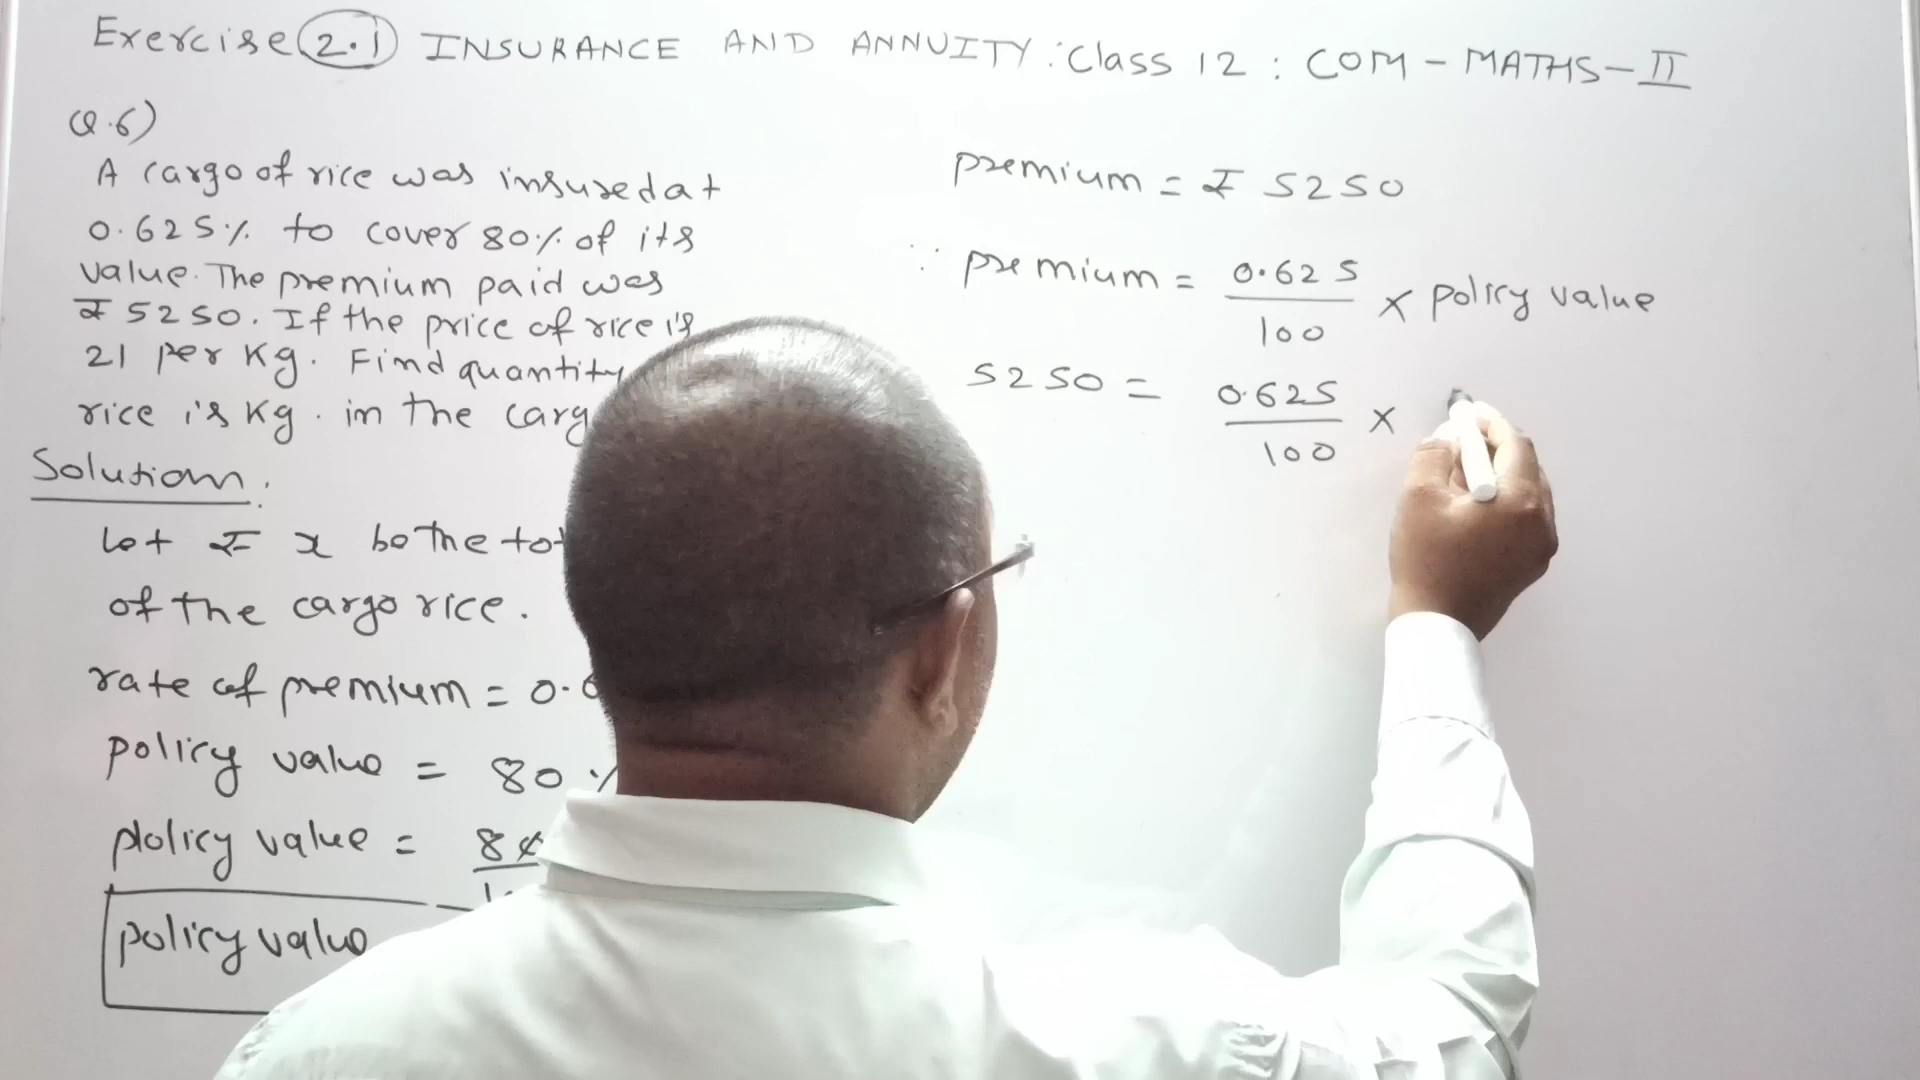 Exercise 2.1 INSURANCE AND ANNUITY : Class 12 : COM - MATHS - II
Q.6)
A cargo of rice was insured at
0.625% to cover 80% of its
value. The premium paid was
₹ 5250. If the price of rice is
21 per Kg. Find quantity
rice is Kg. in the carg
Solution:
Let ₹ x be the tot
of the cargo rice.
rate of premium = 0.6
policy value = 80 %
policy value = 80
policy value
premium = ₹ 5250
∵ premium = 0.625/100 × policy value
5250 = 0.625/100 ×